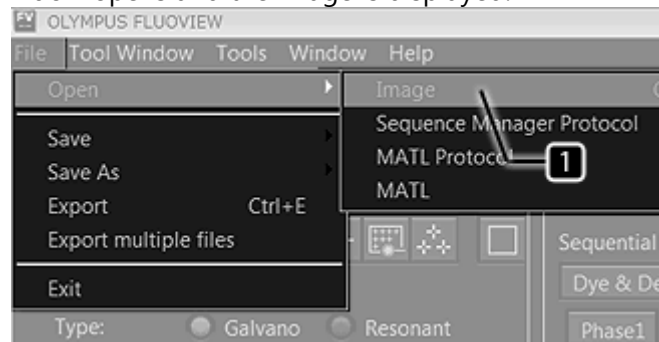 OLYMPUS FLUOVIEW
File Tool Window Tools Window Help
Open
Image
Sequence Manager Protocol
Save
MATL Protocol
1
Save As
MATL
Export Ctrl+E
Export multiple files
Sequential
Exit
Dye & De
Type: Galvano Resonant
Phase1